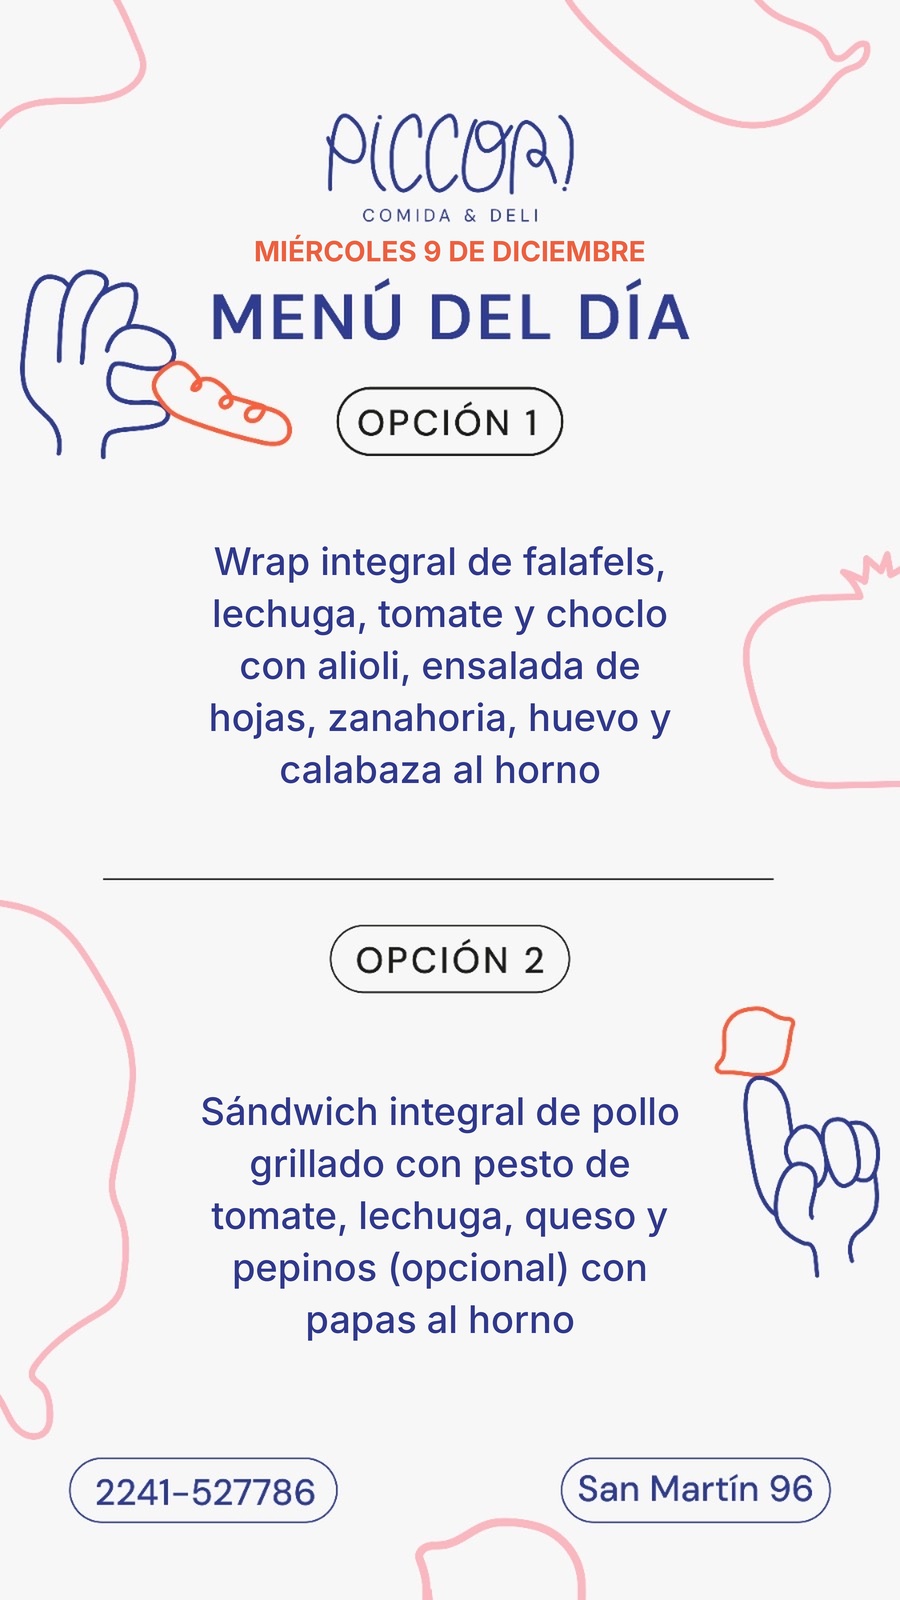 PiCCOR!
COMIDA & DELI
MIÉRCOLES 9 DE DICIEMBRE
MENÚ DEL DÍA
OPCIÓN 1
Wrap integral de falafels,
lechuga, tomate y choclo
con alioli, ensalada de
hojas, zanahoria, huevo y
calabaza al horno
OPCIÓN 2
Sándwich integral de pollo
grillado con pesto de
tomate, lechuga, queso y
pepinos (opcional) con
papas al horno
2241-527786
San Martín 96